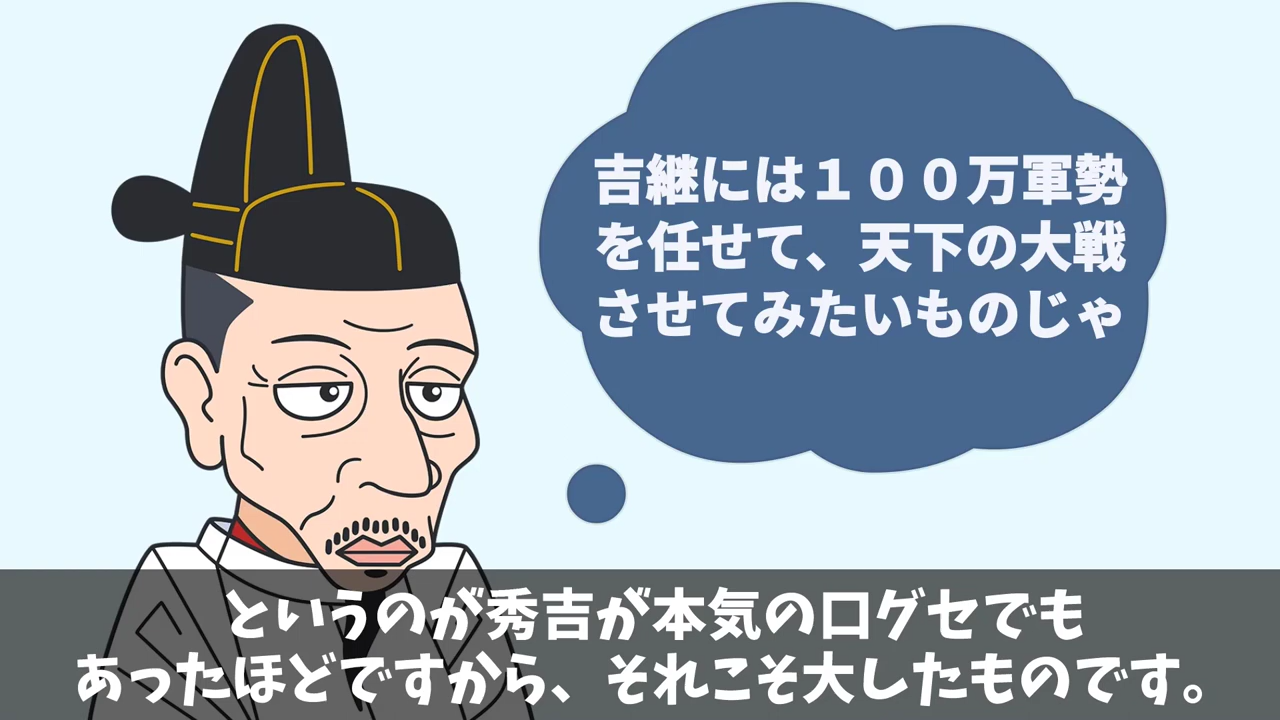 吉継には１００万軍勢
を任せて、天下の大戦
させてみたいものじゃ
というのが秀吉が本気の口グセでも
あったほどですから、それこそ大したものです。